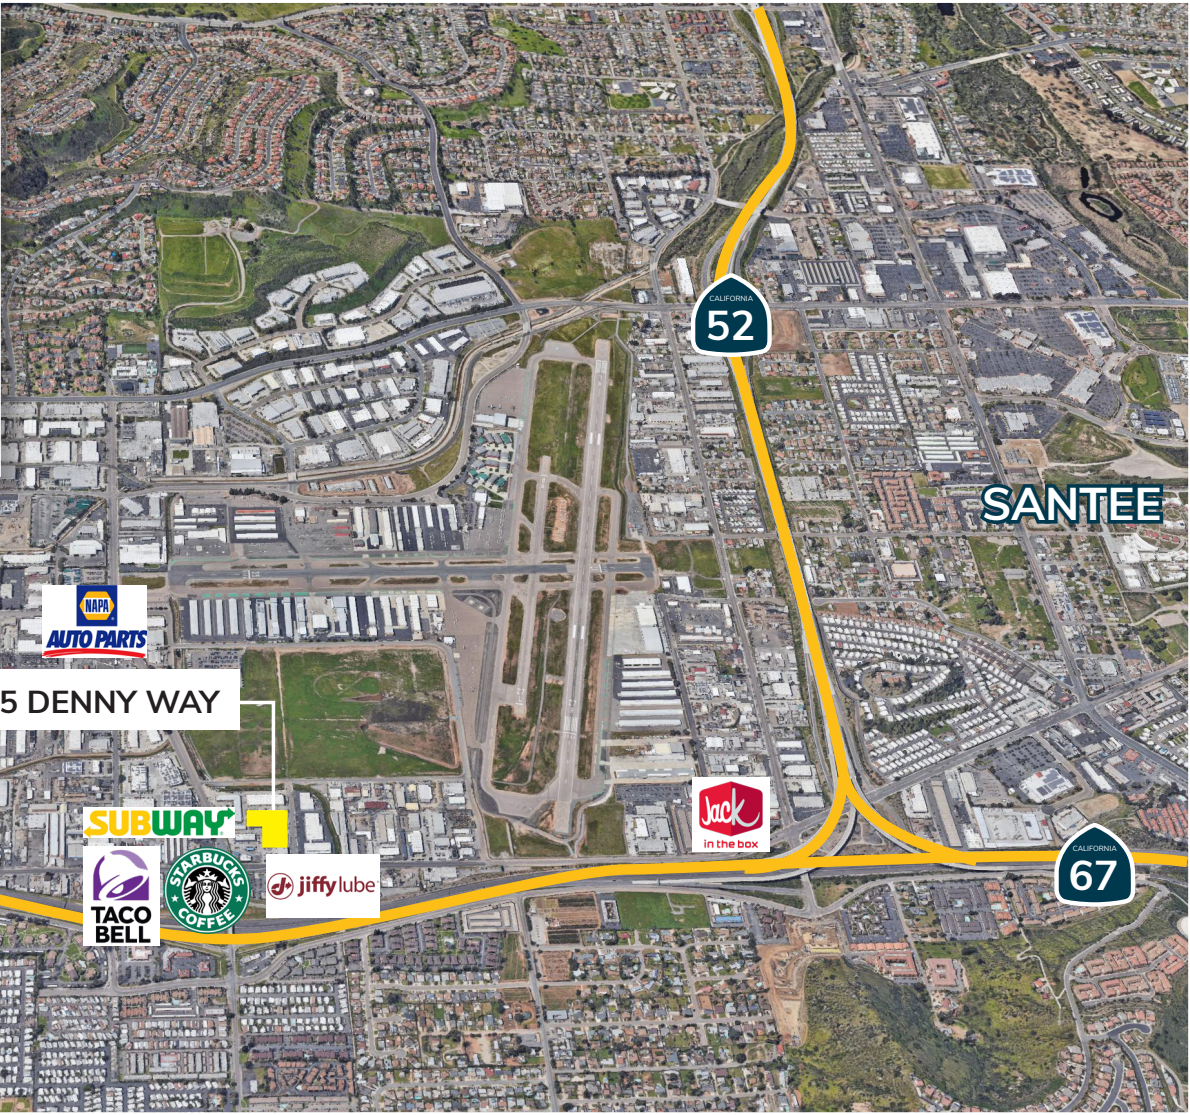 CALIFORNIA
52
SANTEE
NAPA
AUTO PARTS
5 DENNY WAY
SUBWAY
Jack
in the box
TACO
BELL
STARBUCKS
COFFEE
jiffy lube
CALIFORNIA
67